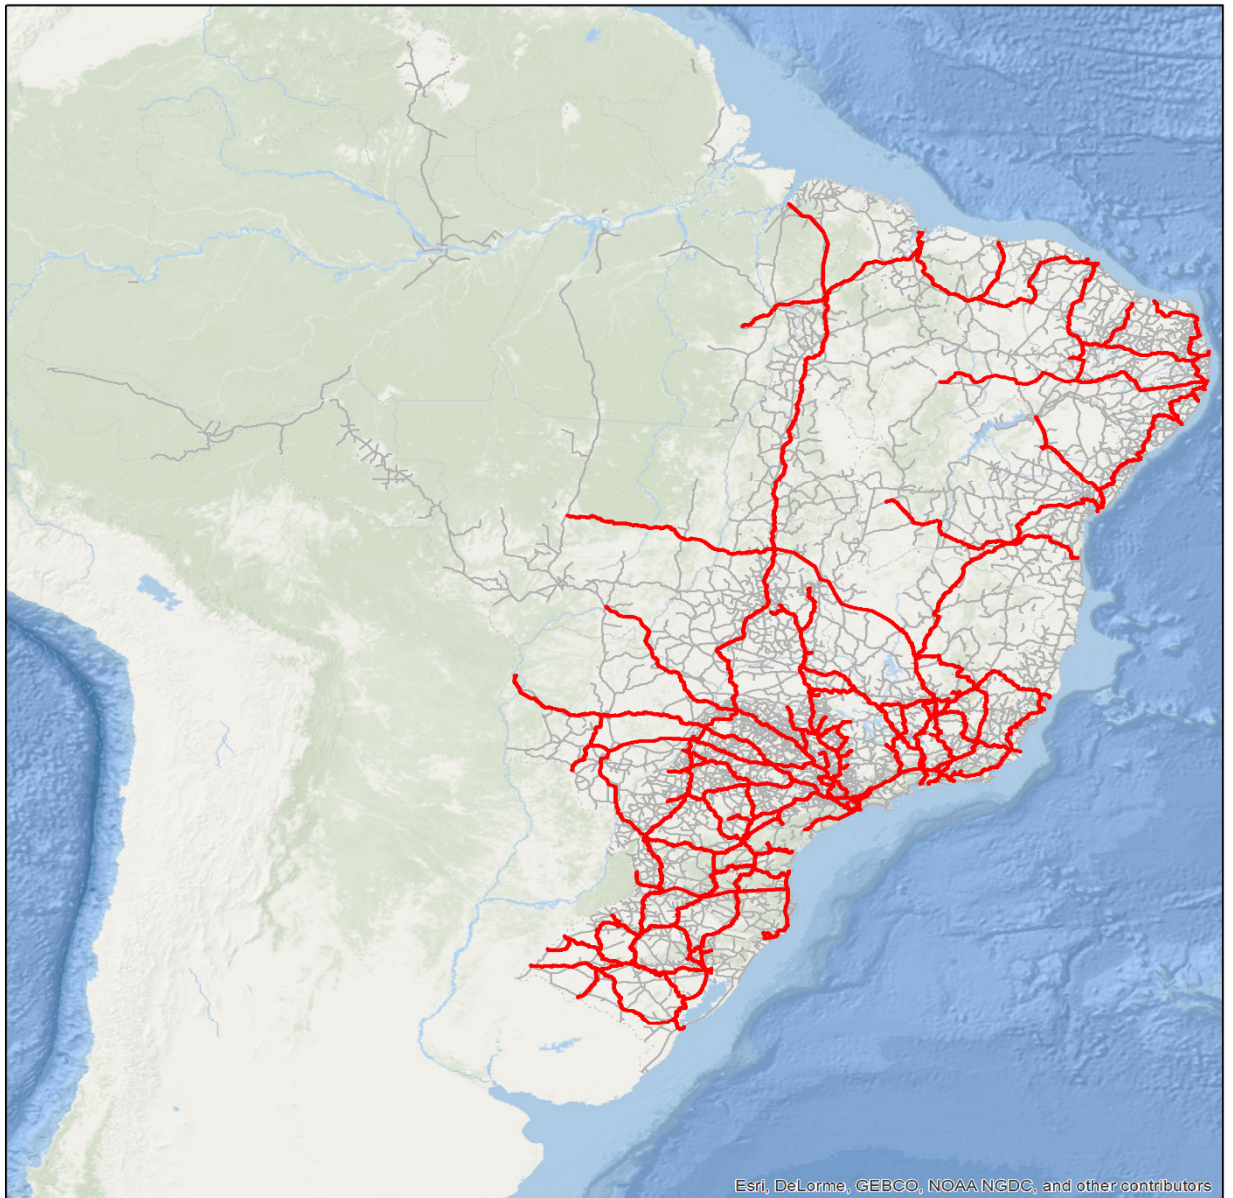 Esri, DeLorme, GEBCO, NOAA NGDC, and other contributors